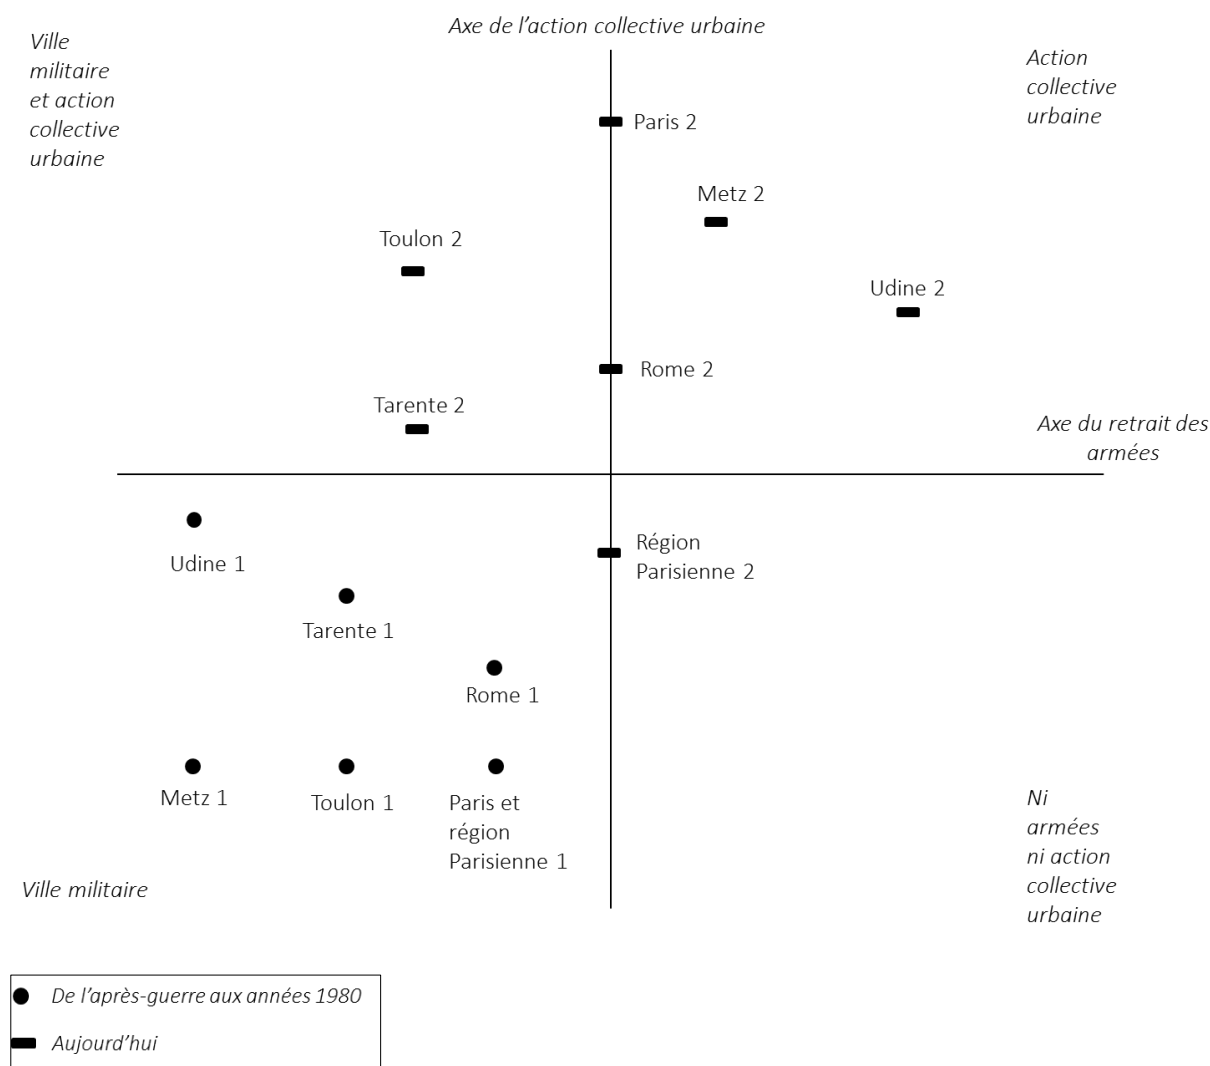 Axe de l'action collective urbaine
Ville
militaire
et action
collective
urbaine
Action
collective
urbaine
Paris 2
Metz 2
Toulon 2
Udine 2
Rome 2
Tarente 2
Axe du retrait des
armées
Udine 1
Région
Parisienne 2
Tarente 1
Rome 1
Metz 1
Toulon 1
Paris et
région
Parisienne 1
Ni
armées
ni action
collective
urbaine
Ville militaire
De l'après-guerre aux années 1980
Aujourd'hui